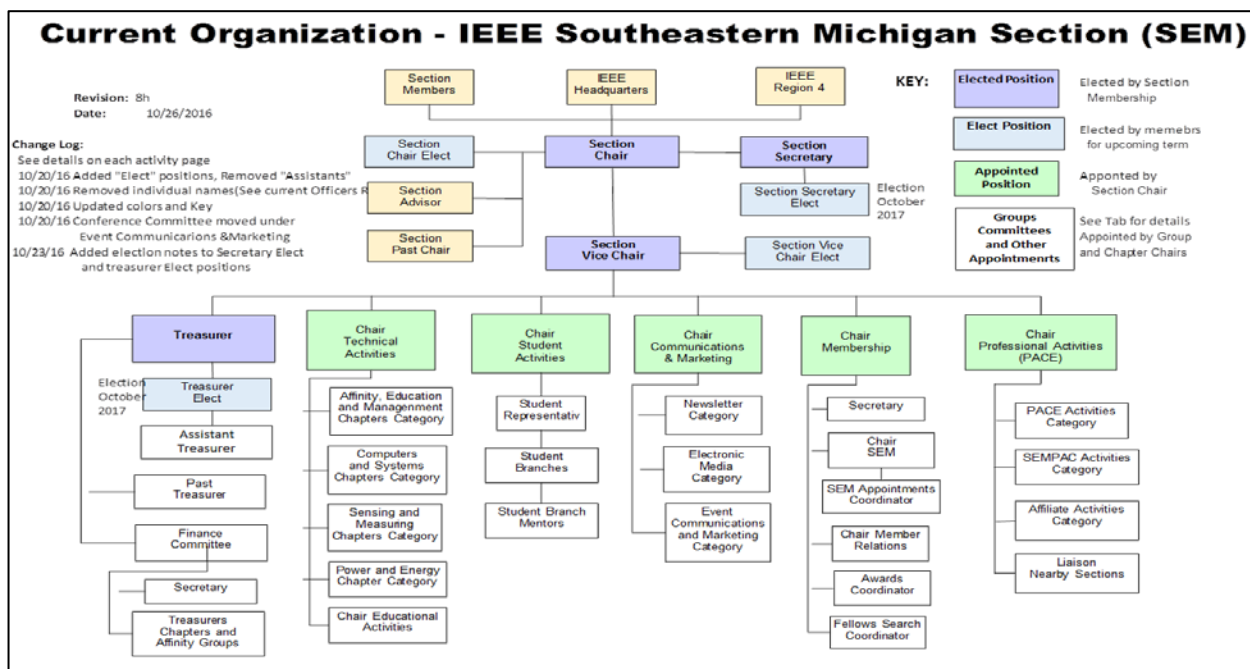 Current Organization - IEEE Southeastern Michigan Section (SEM)
Revision: 8h
Date: 10/26/2016
Change Log:
See details on each activity page
10/20/16 Added "Elect" positions, Removed "Assistants"
10/20/16 Removed individual names(See current Officers R
10/20/16 Updated colors and Key
10/20/16 Conference Committee moved under
Event Communicarions &Marketing
10/23/16 Added election notes to Secretary Elect
and treasurer Elect positions
Section
Members
IEEE
Headquarters
IEEE
Region 4
KEY:
Elected Position
Elected by Section
Membership
Elect Position
Elected by memebrs
for upcoming term
Appointed
Position
Apponted by
Section Chair
Groups
Committees
and Other
Appointmenrts
See Tab for details
Appointed by Group
and Chapter Chairs
Section
Chair Elect
Section
Chair
Section
Secretary
Section
Advisor
Section Secretary
Elect
Election
October
2017
Section
Past Chair
Section
Vice Chair
Section Vice
Chair Elect
Treasurer
Chair
Technical
Activities
Chair
Student
Activities
Chair
Communications
& Marketing
Chair
Membership
Chair
Professional Activities
(PACE)
Election
October
2017
Treasurer
Elect
Assistant
Treasurer
Past
Treasurer
Finance
Committee
Secretary
Treasurers
Chapters and
Affinity Groups
Affinity, Education
and Managenment
Chapters Category
Computers
and Systems
Chapters Category
Sensing and
Measuring
Chapters Category
Power and Energy
Chapter Category
Chair Educational
Activities
Student
Representativ
Student
Branches
Student Branch
Mentors
Newsletter
Category
Electronic
Media
Category
Event
Communications
and Marketing
Category
Secretary
Chair
SEM
SEM Appointments
Coordinator
Chair Member
Relations
Awards
Coordinator
Fellows Search
Coordinator
PACE Activities
Category
SEMPAC Activities
Category
Affiliate Activities
Category
Liaison
Nearby Sections